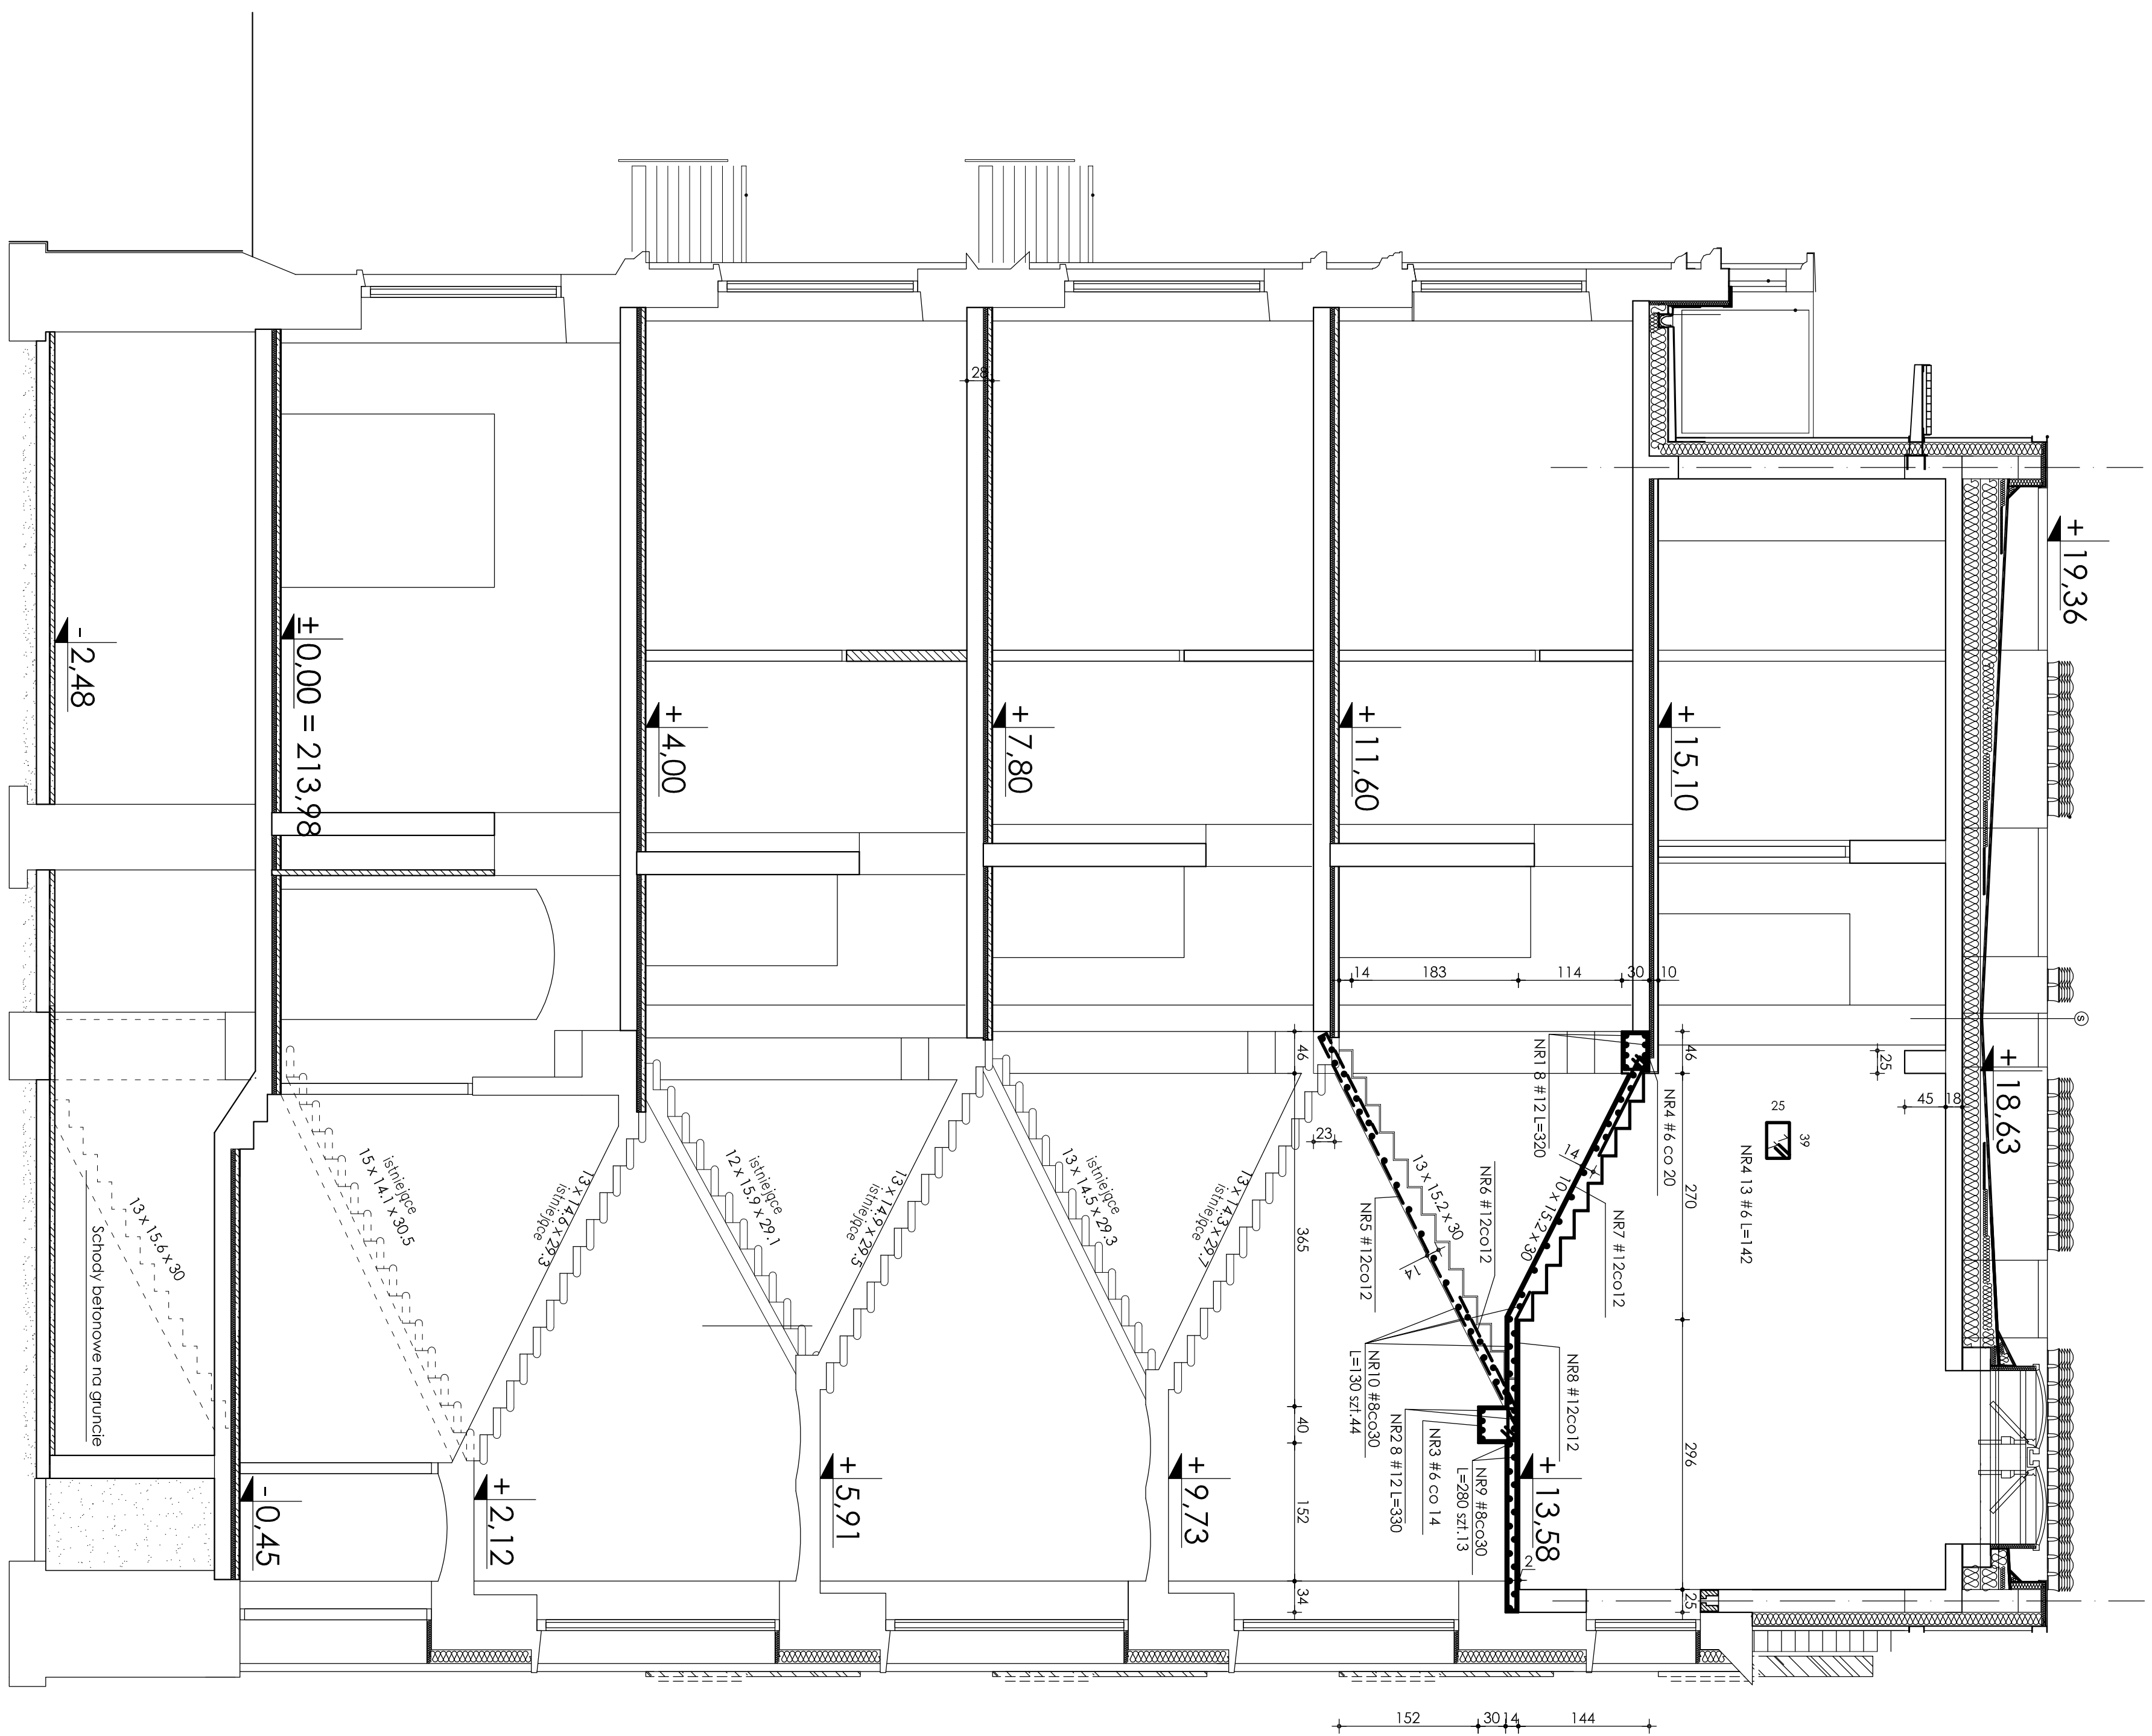 +19,36
+18,63
+15,10
+13,58
+11,60
+9,73
+7,80
+5,91
+4,00
+2,12
±0,00 = 213,98
-0,45
-2,48
S
25
45
18
25
39
NR4 13 #6 L=142
NR4 #6 co 20
NR1 8 #12 L=320
46
270
296
25
10
30
114
183
14
28
14
10 x 15.2 x 30
NR7 #12co12
NR8 #12co12
NR6 #12co12
13 x 15.2 x 30
NR5 #12co12
14
NR10 #8co30
L=130 szt.44
NR2 8 #12 L=330
NR3 #6 co 14
NR9 #8co30
L=280 szt.13
2
46
365
40
152
34
23
13 x 14.3 x 29.7
istniejące
istniejące
13 x 14.5 x 29.3
13 x 14.9 x 29.5
istniejące
istniejące
12 x 15.9 x 29.1
13 x 14.6 x 29.3
istniejące
istniejące
15 x 14.1 x 30.5
13 x 15.6 x 30
Schody betonowe na gruncie
152
30
14
144